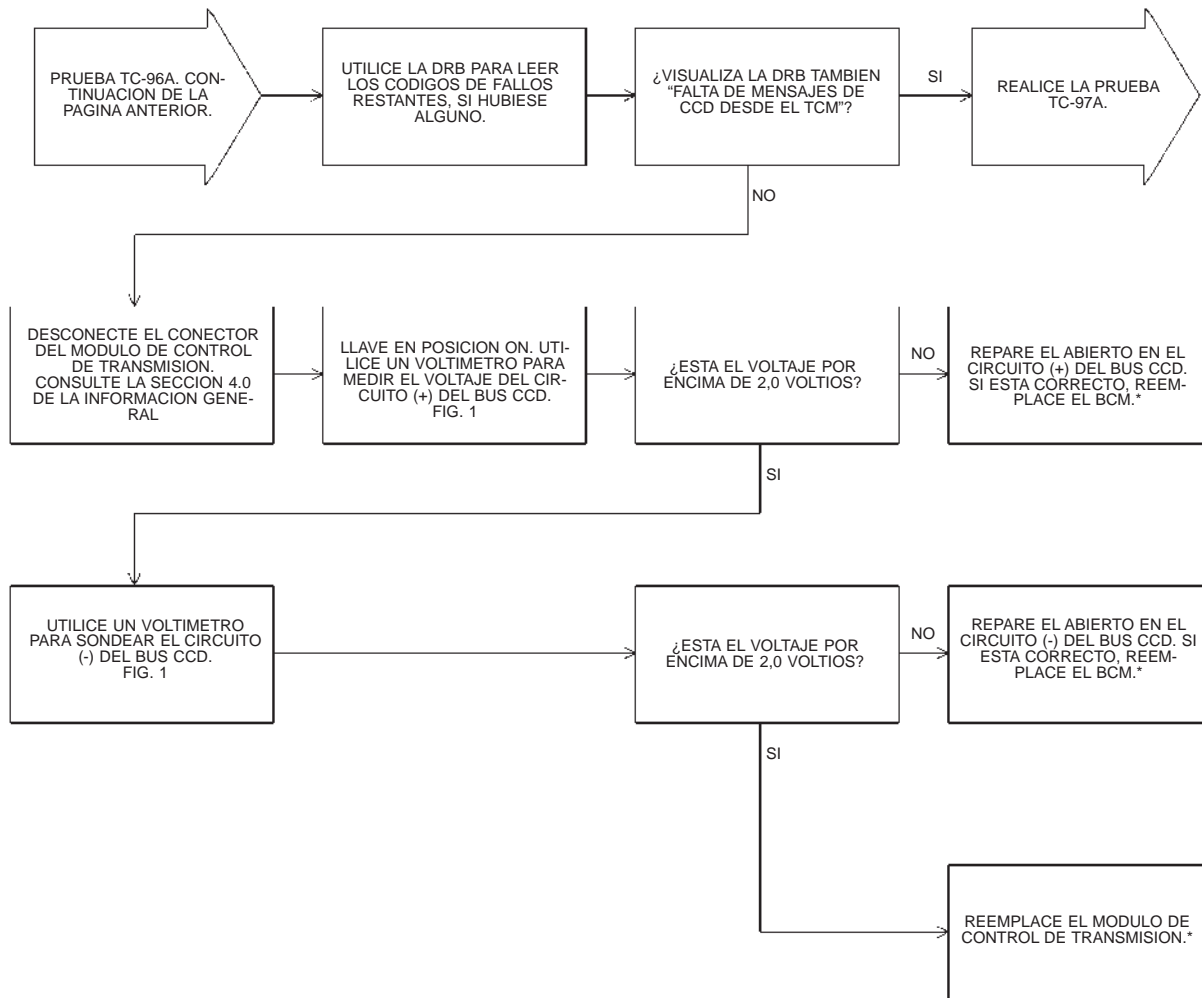 PRUEBA TC-96A. CON-
TINUACION DE LA
PAGINA ANTERIOR.
UTILICE LA DRB PARA LEER
LOS CODIGOS DE FALLOS
RESTANTES, SI HUBIESE
ALGUNO.
¿VISUALIZA LA DRB TAMBIEN
“FALTA DE MENSAJES DE
CCD DESDE EL TCM”?
SI
REALICE LA PRUEBA
TC-97A.
NO
DESCONECTE EL CONECTOR
DEL MODULO DE CONTROL
DE TRANSMISION.
CONSULTE LA SECCION 4.0
DE LA INFORMACION GENE-
RAL
LLAVE EN POSICION ON. UTI-
LICE UN VOLTIMETRO PARA
MEDIR EL VOLTAJE DEL CIR-
CUITO (+) DEL BUS CCD.
FIG. 1
¿ESTA EL VOLTAJE POR
ENCIMA DE 2,0 VOLTIOS?
NO
REPARE EL ABIERTO EN EL
CIRCUITO (+) DEL BUS CCD.
SI ESTA CORRECTO, REEM-
PLACE EL BCM.*
SI
UTILICE UN VOLTIMETRO
PARA SONDEAR EL CIRCUITO
(-) DEL BUS CCD.
FIG. 1
¿ESTA EL VOLTAJE POR
ENCIMA DE 2,0 VOLTIOS?
NO
REPARE EL ABIERTO EN EL
CIRCUITO (-) DEL BUS CCD. SI
ESTA CORRECTO, REEM-
PLACE EL BCM.*
SI
REEMPLACE EL MODULO DE
CONTROL DE TRANSMISION.*